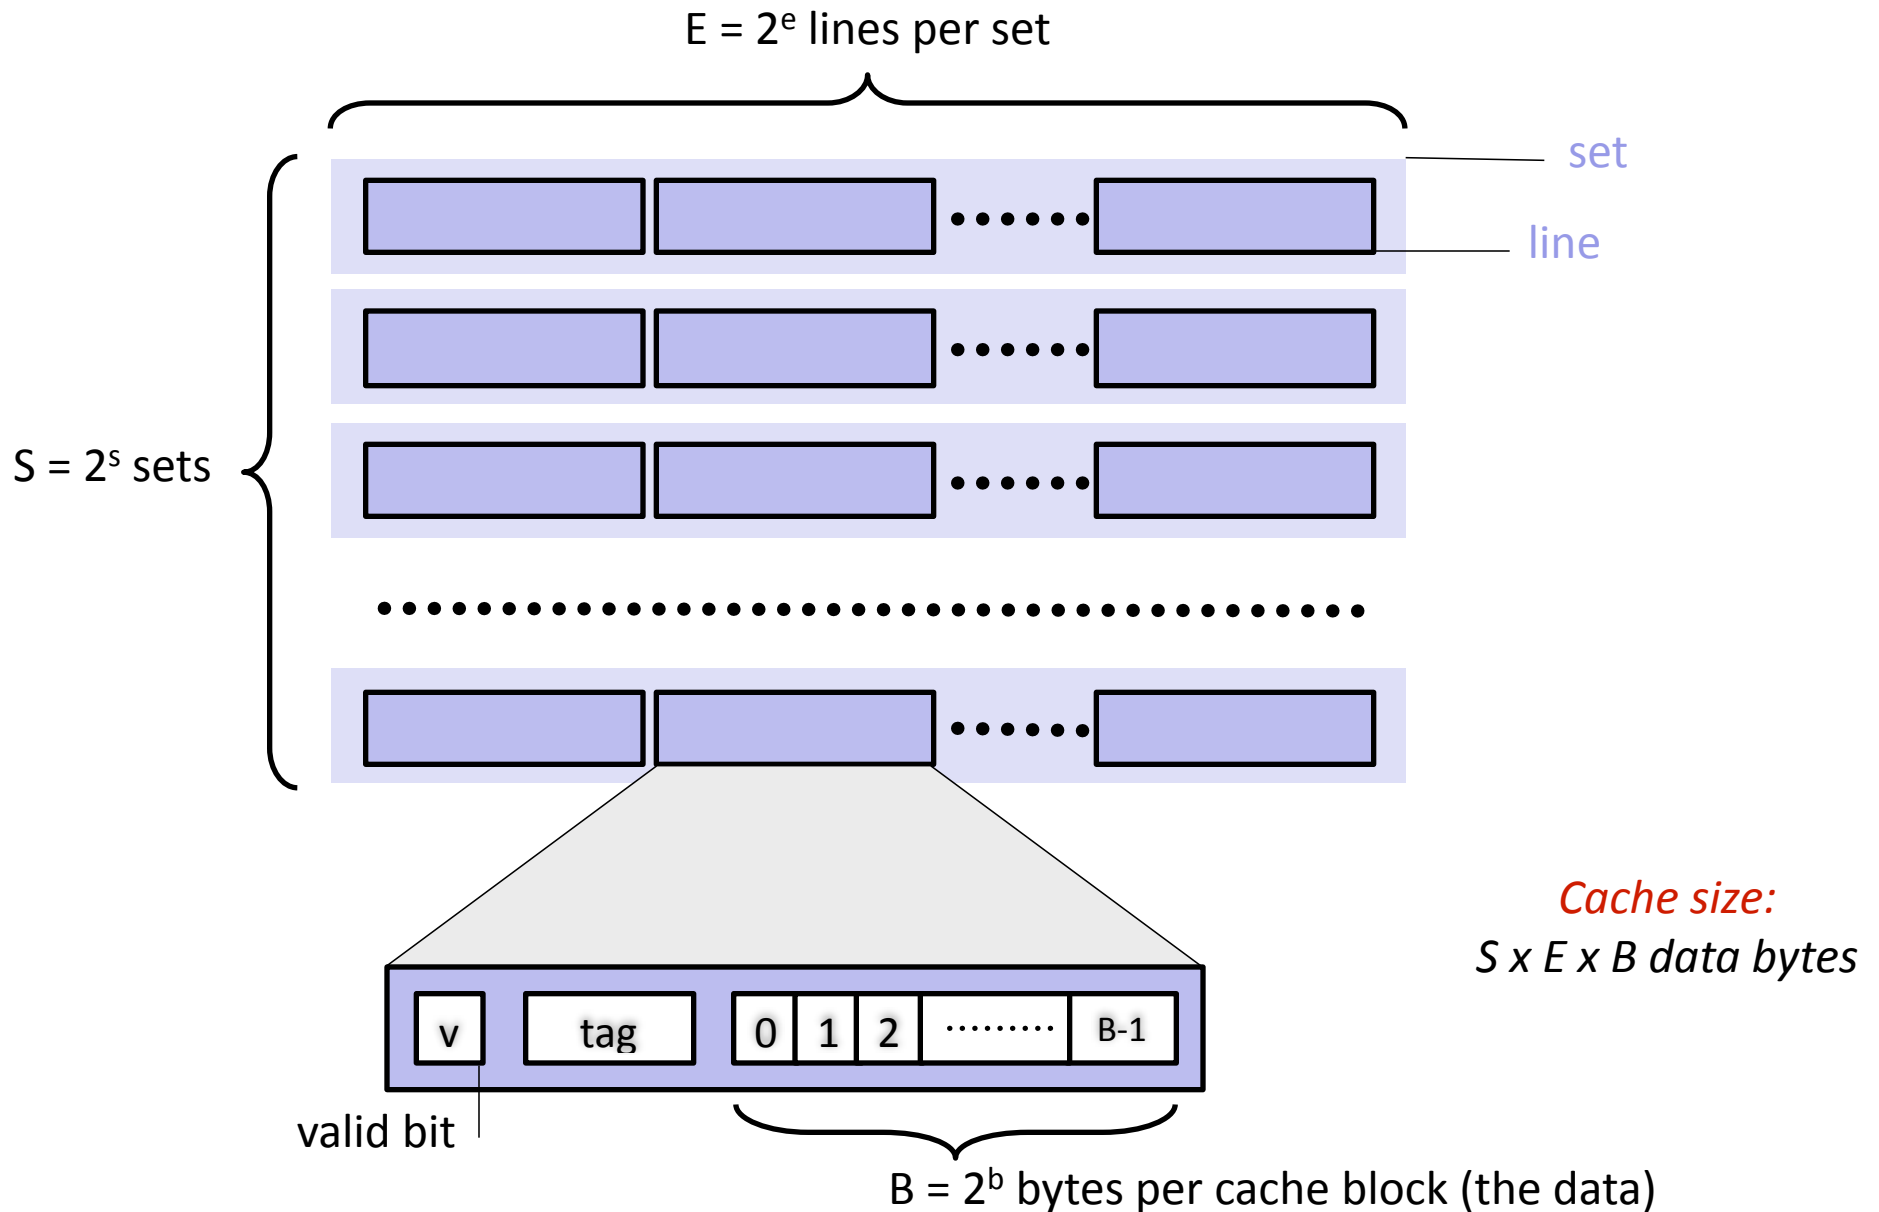 E = 2ᵉ lines per set
set
line
S = 2ˢ sets
Cache size:
S x E x B data bytes
v
tag
0
1
2
B-1
valid bit
B = 2ᵇ bytes per cache block (the data)